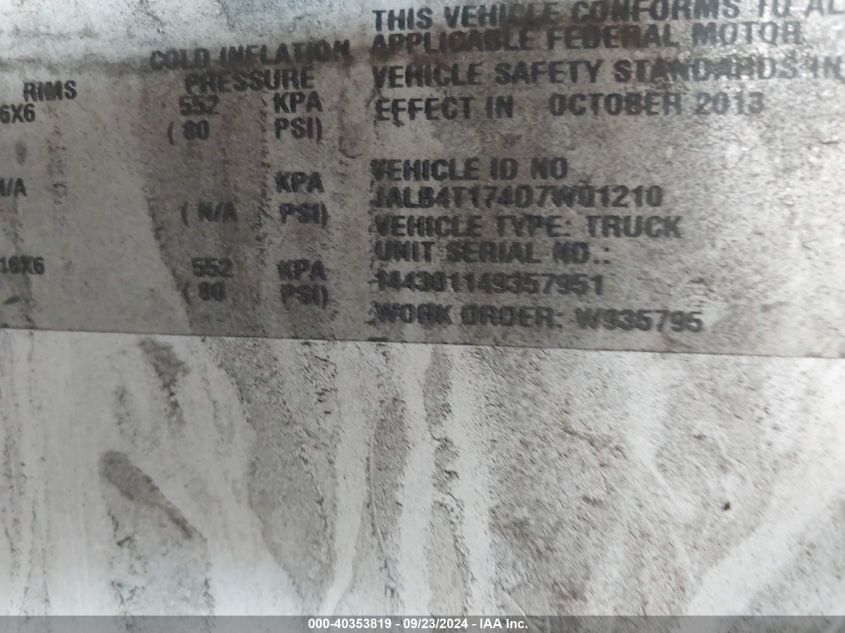 THIS VEHICLE CONFORMS TO AL
COLD INFLATION APPLICABLE FEDERAL MOTOR
RIMS PRESSURE VEHICLE SAFETY STANDARDS IN
6X6 552 KPA EFFECT IN OCTOBER 2013
( 80 PSI)
VEHICLE ID NO
/A KPA JALB4T174D7W01210
( N/A PSI) VEHICLE TYPE: TRUCK
UNIT SERIAL NO.:
16X6 552 KPA 144301149357951
( 80 PSI)
WORK ORDER: W935795
000-40353819 - 09/23/2024 - IAA Inc.